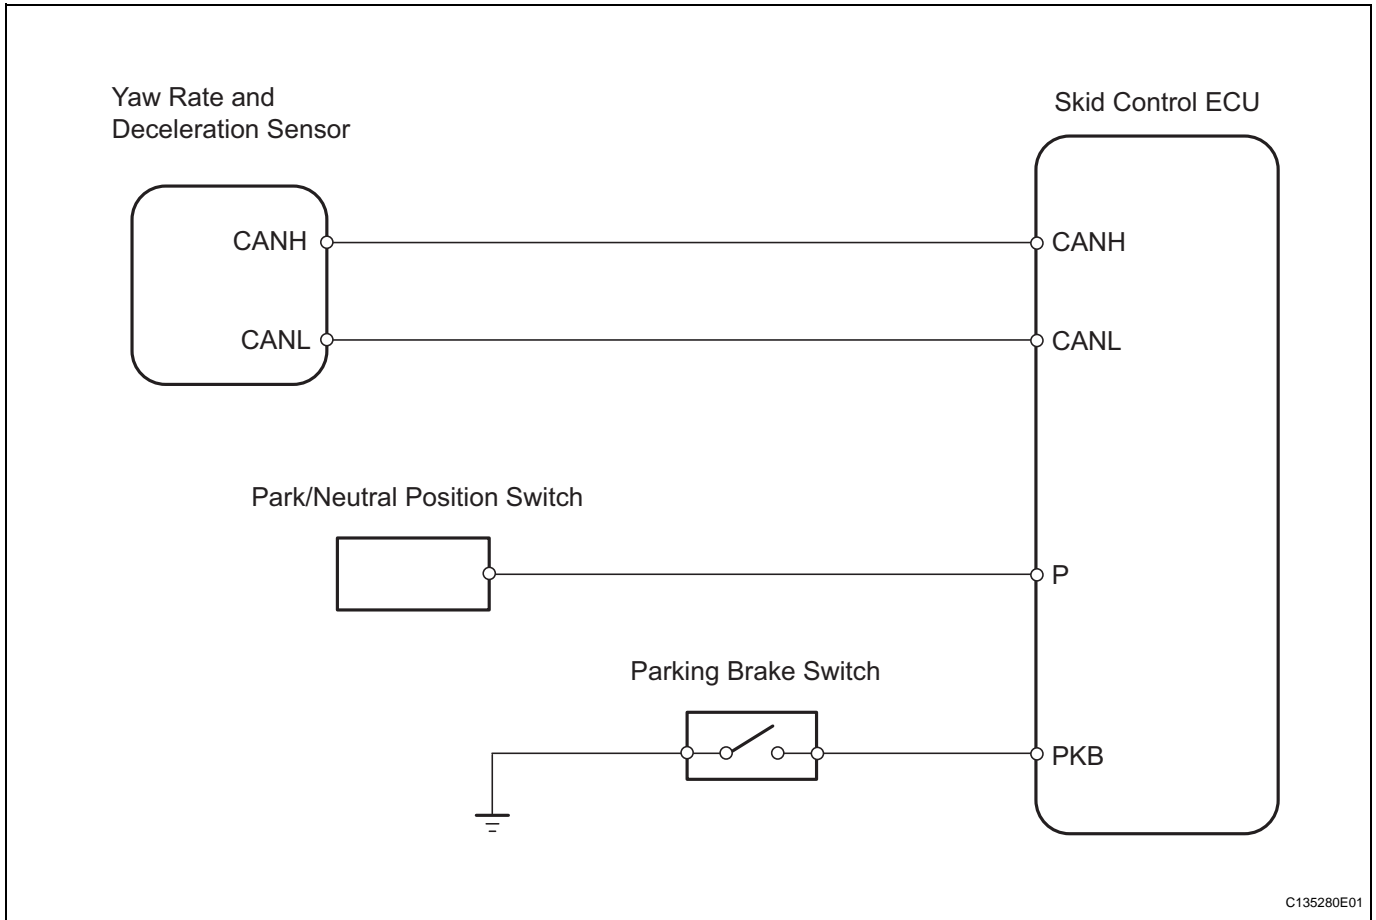 Yaw Rate and
Deceleration Sensor
Skid Control ECU
CANH
CANH
CANL
CANL
Park/Neutral Position Switch
P
Parking Brake Switch
PKB
C135280E01